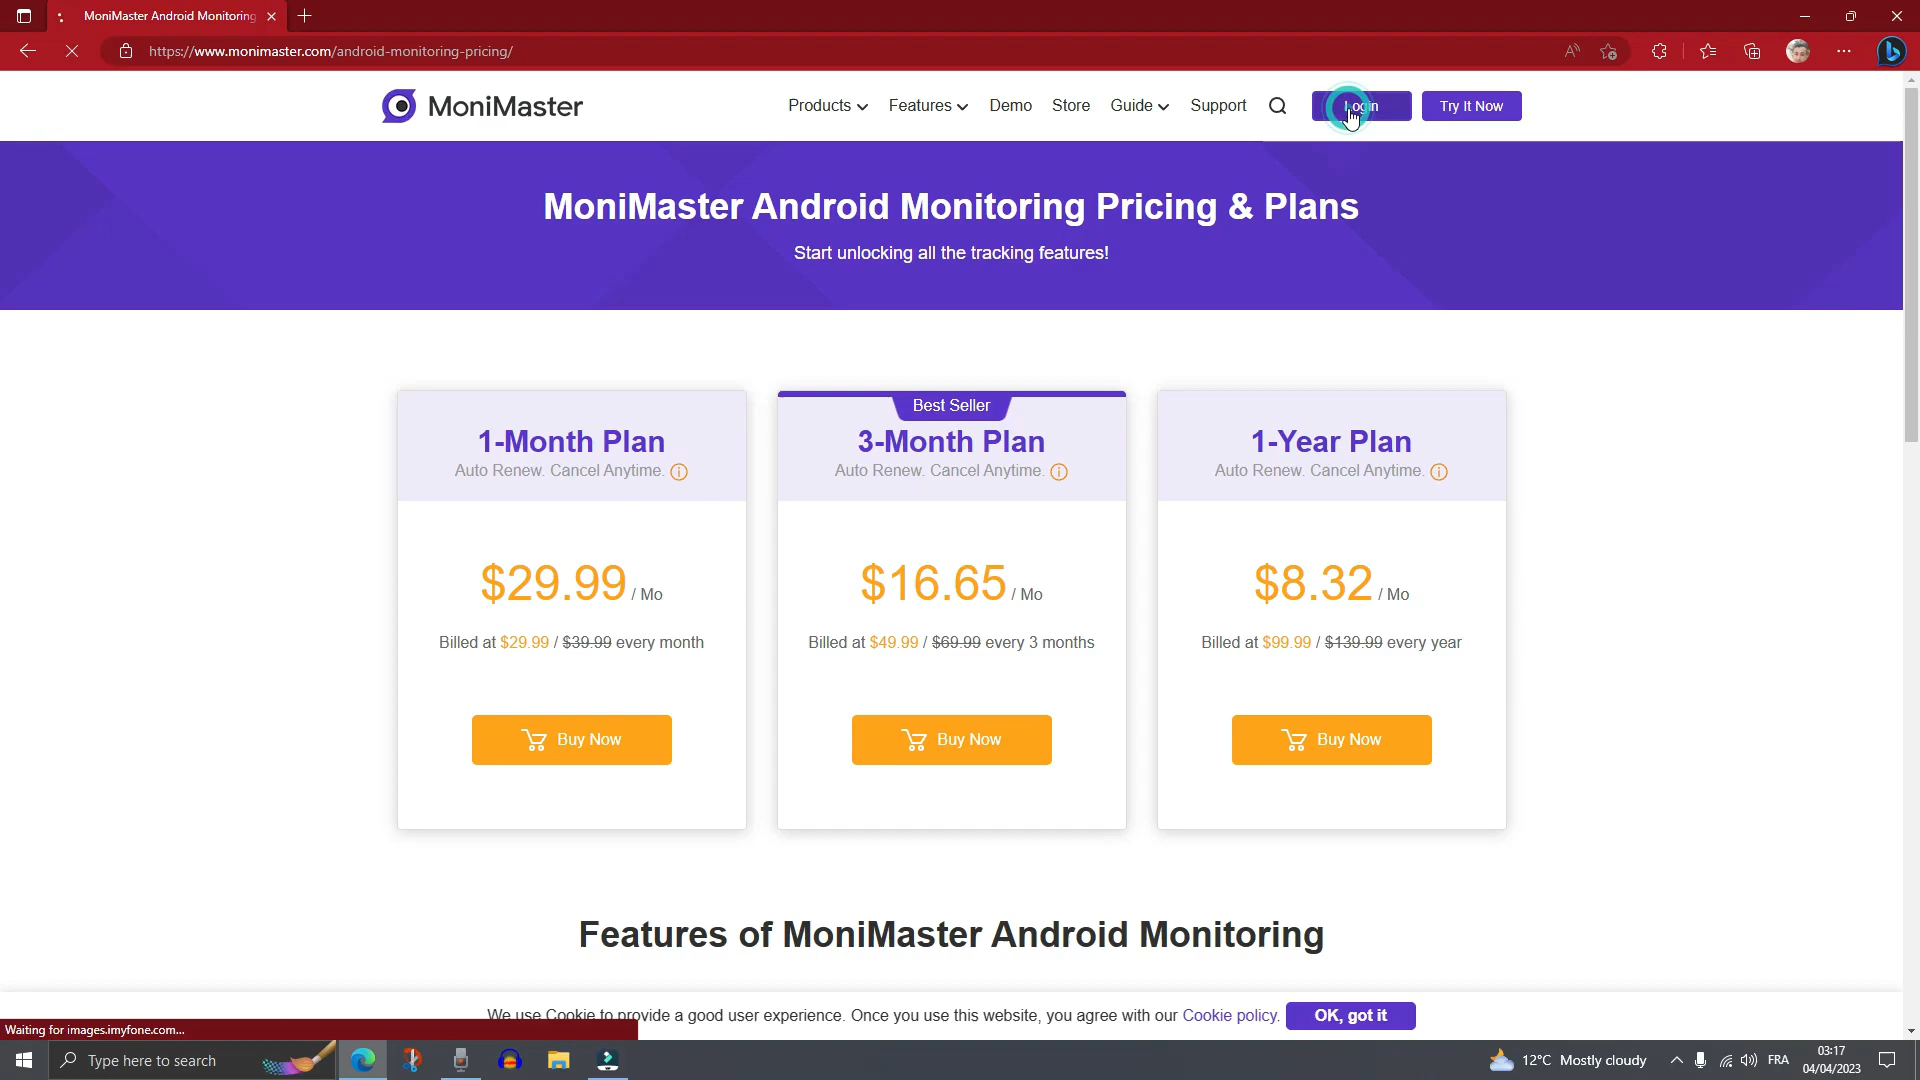 MoniMaster Android Monitoring
https://www.monimaster.com/android-monitoring-pricing/
MoniMaster
Products
Features
Demo
Store
Guide
Support
Login
Try It Now
MoniMaster Android Monitoring Pricing & Plans
Start unlocking all the tracking features!
1-Month Plan
Auto Renew. Cancel Anytime.
$29.99 / Mo
Billed at $29.99 / $39.99 every month
Buy Now
Best Seller
3-Month Plan
Auto Renew. Cancel Anytime.
$16.65 / Mo
Billed at $49.99 / $69.99 every 3 months
Buy Now
1-Year Plan
Auto Renew. Cancel Anytime.
$8.32 / Mo
Billed at $99.99 / $139.99 every year
Buy Now
Features of MoniMaster Android Monitoring
We use Cookie to provide a good user experience. Once you use this website, you agree with our Cookie policy.
OK, got it
Waiting for images.imyfone.com...
Type here to search
12°C Mostly cloudy
FRA
03:17
04/04/2023